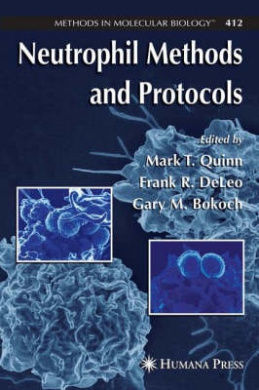 METHODS IN MOLECULAR BIOLOGY™ 412
Neutrophil Methods
and Protocols
Edited by
Mark T. Quinn
Frank R. DeLeo
Gary M. Bokoch
HUMANA PRESS